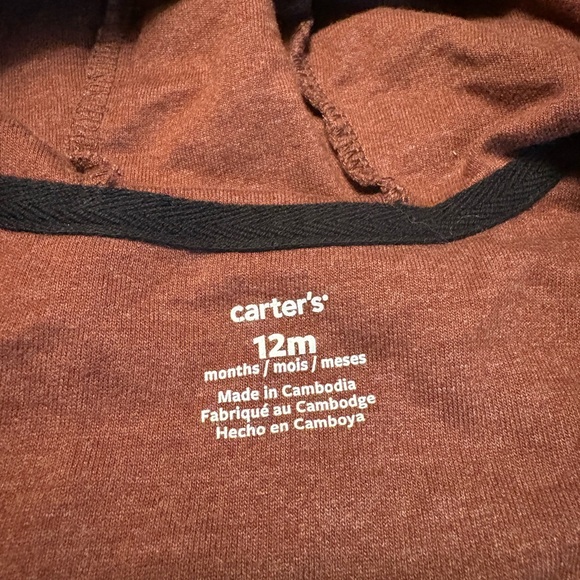 carter's
12m
months / mois / meses
Made in Cambodia
Fabriqué au Cambodge
Hecho en Camboya